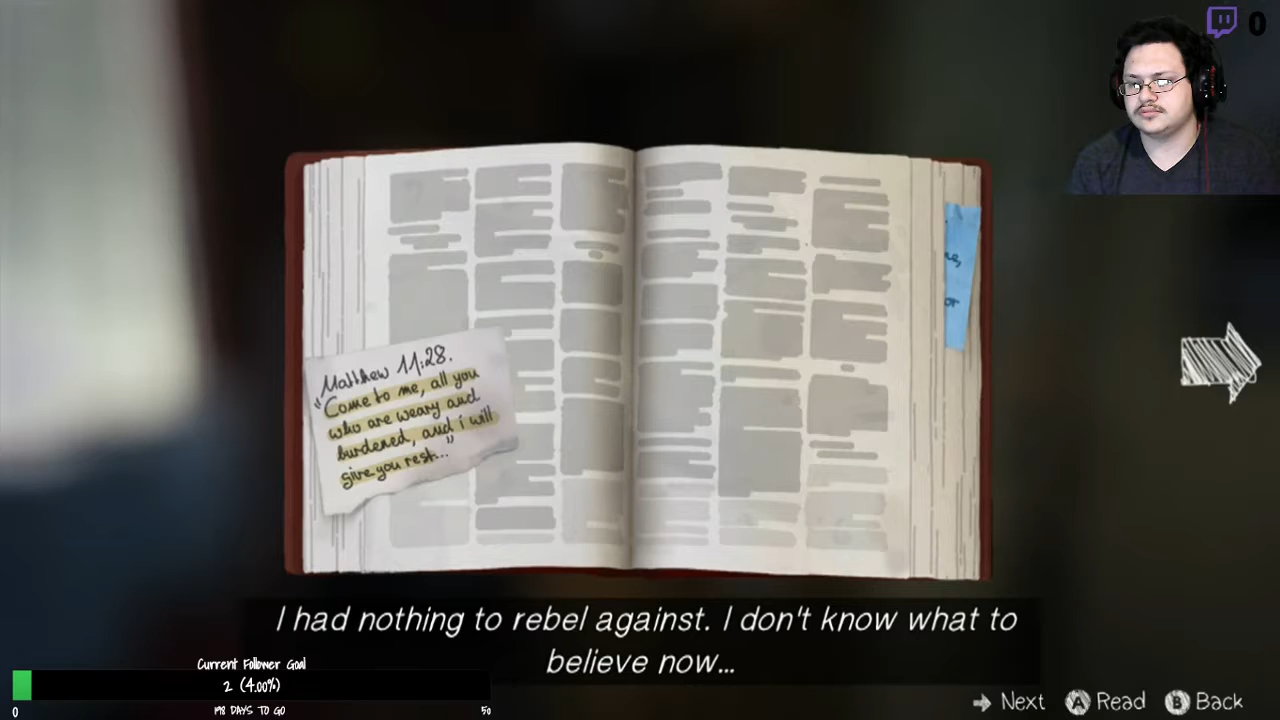 0
Matthew 11:28.
"Come to me, all you
who are weary and
burdened, and i will
give you rest..."
or
I had nothing to rebel against. I don't know what to
believe now...
Current Follower Goal
2 (4.00%)
0
198 DAYS TO GO
50
Next
A Read
B Back